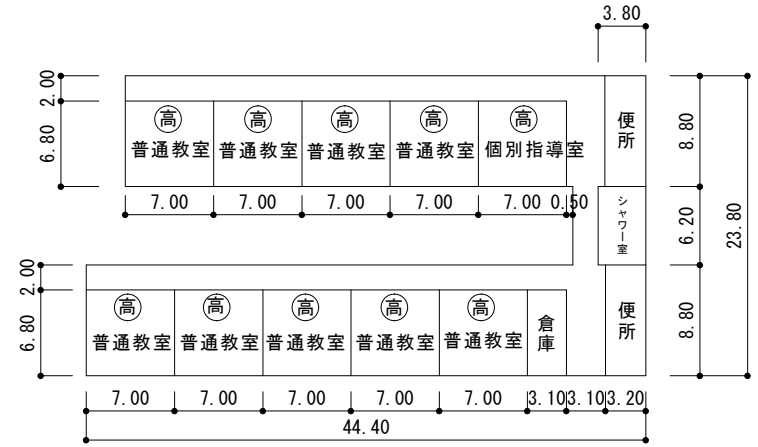 3.80
2.00
6.80
高 高 高 高 高
普通教室 普通教室 普通教室 普通教室 個別指導室
便所
8.80
7.00 7.00 7.00 7.00 7.00 0.50
シャワー室
6.20
23.80
2.00
6.80
高 高 高 高 高
普通教室 普通教室 普通教室 普通教室 普通教室
倉庫
便所
8.80
7.00 7.00 7.00 7.00 7.00 3.10 3.10 3.20
44.40